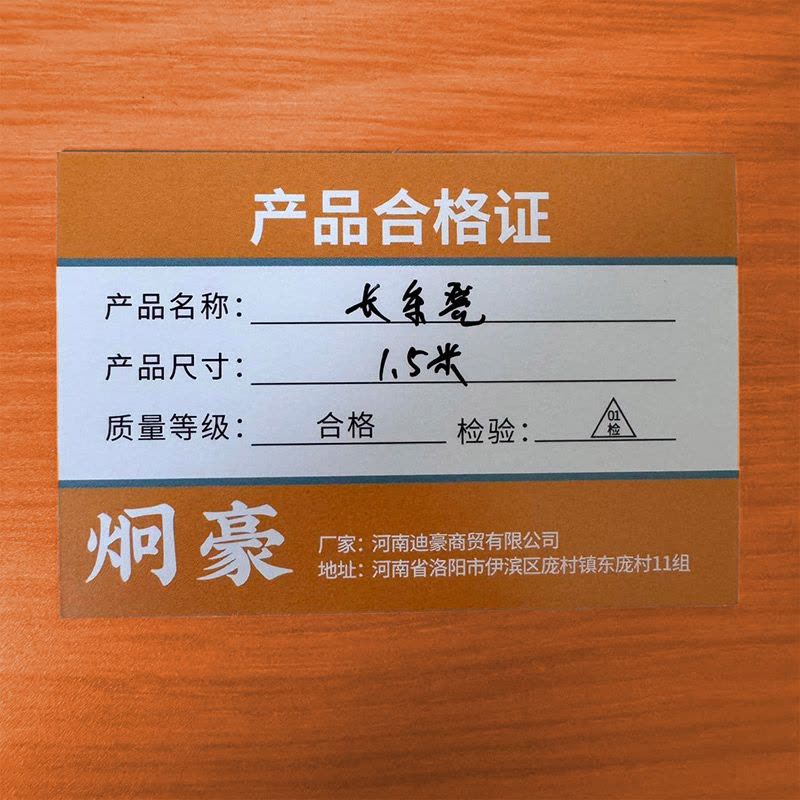 产品合格证
产品名称：长条凳
产品尺寸：1.5米
质量等级：合格 检验：01检
炯豪
厂家：河南迪豪商贸有限公司
地址：河南省洛阳市伊滨区庞村镇东庞村11组